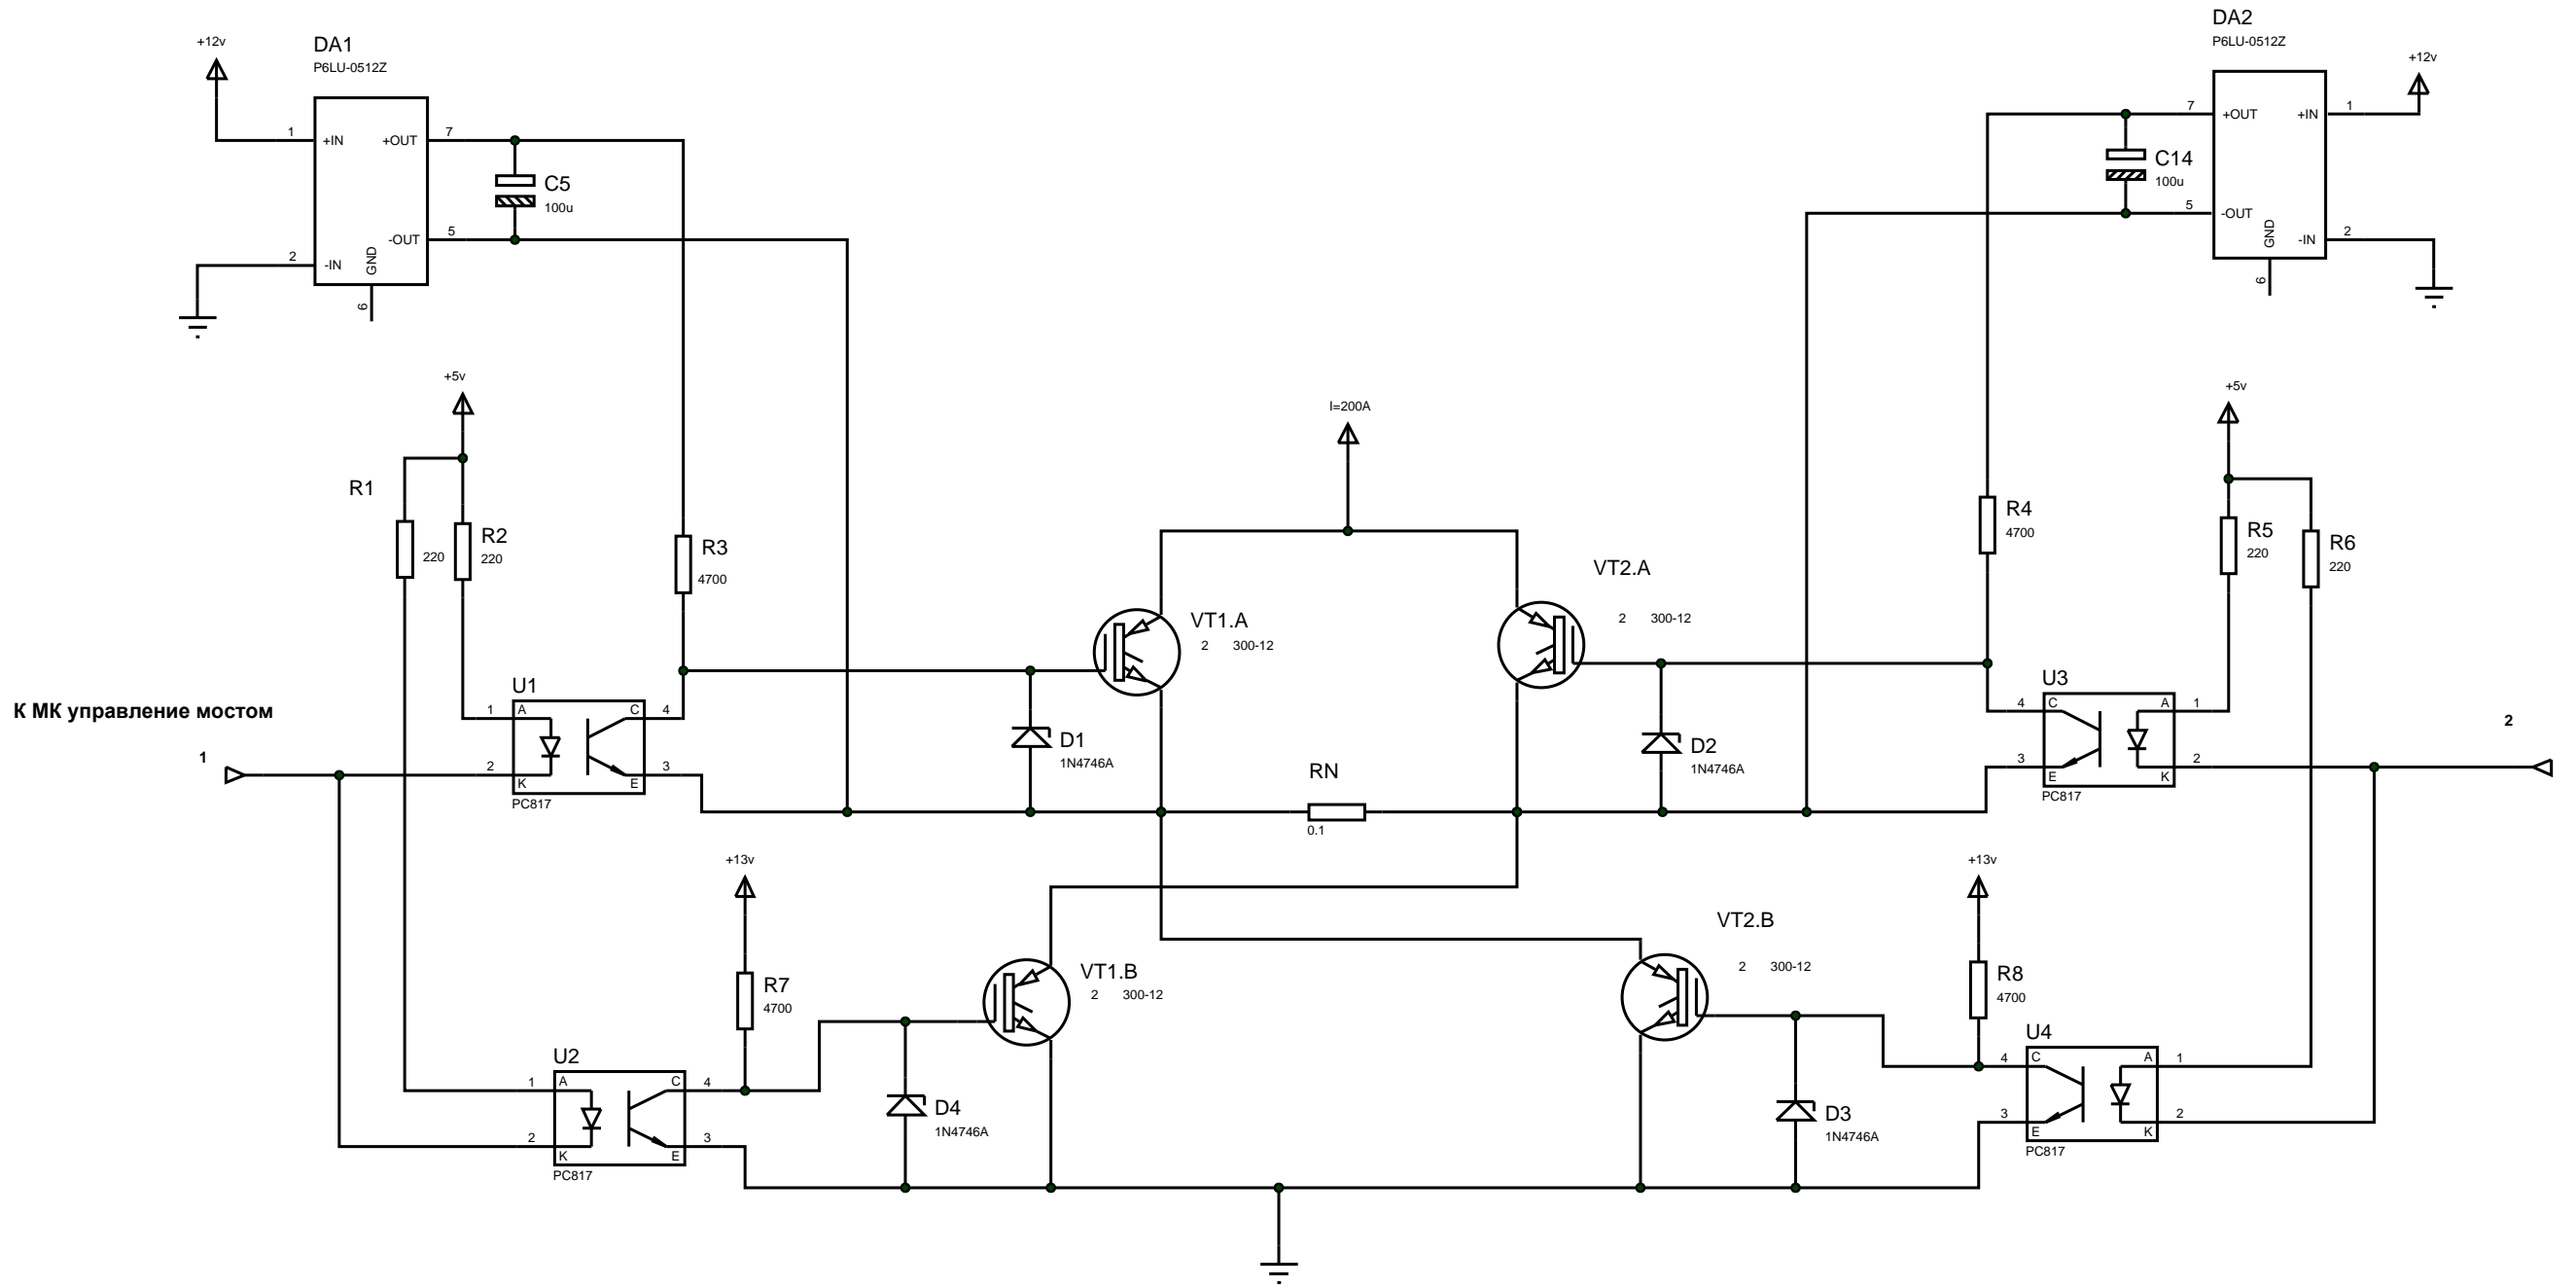 DA2
P6LU-0512Z
+12v
DA1
P6LU-0512Z
+12v
7
+OUT
+IN
1
1
+IN
+OUT
7
C14
100u
C5
100u
5
-OUT
GND
-IN
2
6
5
-OUT
2
-IN
GND
6
+5v
+5v
I=200A
R1
220
R2
220
R3
4700
R4
4700
R5
220
R6
220
VT2.A
2 300-12
VT1.A
2 300-12
U1
1
A
C
4
2
K
E
3
PC817
U3
4
C
A
1
3
E
K
2
PC817
К МК управление мостом
1
2
D1
1N4746A
D2
1N4746A
RN
0.1
+13v
+13v
VT2.B
2 300-12
VT1.B
2 300-12
R7
4700
R8
4700
U2
1
A
C
4
2
K
E
3
PC817
U4
4
C
A
1
3
E
K
2
PC817
D4
1N4746A
D3
1N4746A